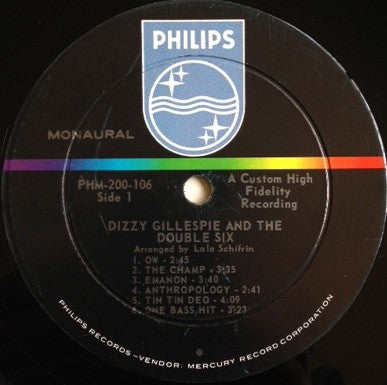 PHILIPS
MONAURAL
PHM-200-106
Side 1
A Custom High
Fidelity
Recording
DIZZY GILLESPIE AND THE
DOUBLE SIX
Arranged by Lalo Schifrin
1. OW - 2:45
2. THE CHAMP - 3:35
3. EMANON - 3:40
4. ANTHROPOLOGY - 2:41
5. TIN TIN DEO - 4:09
6. ONE BASS HIT - 3:23
PHILIPS RECORDS—VENDOR: MERCURY RECORD CORPORATION